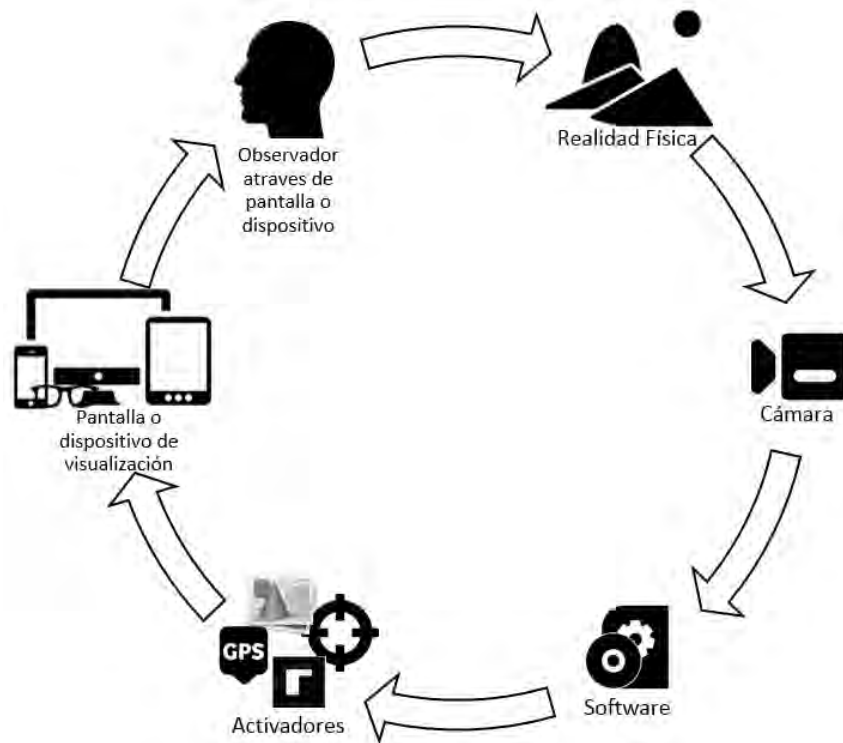 Observador
atraves de
pantalla o
dispositivo
Realidad Física
Cámara
Software
GPS
Activadores
Pantalla o
dispositivo de
visualización